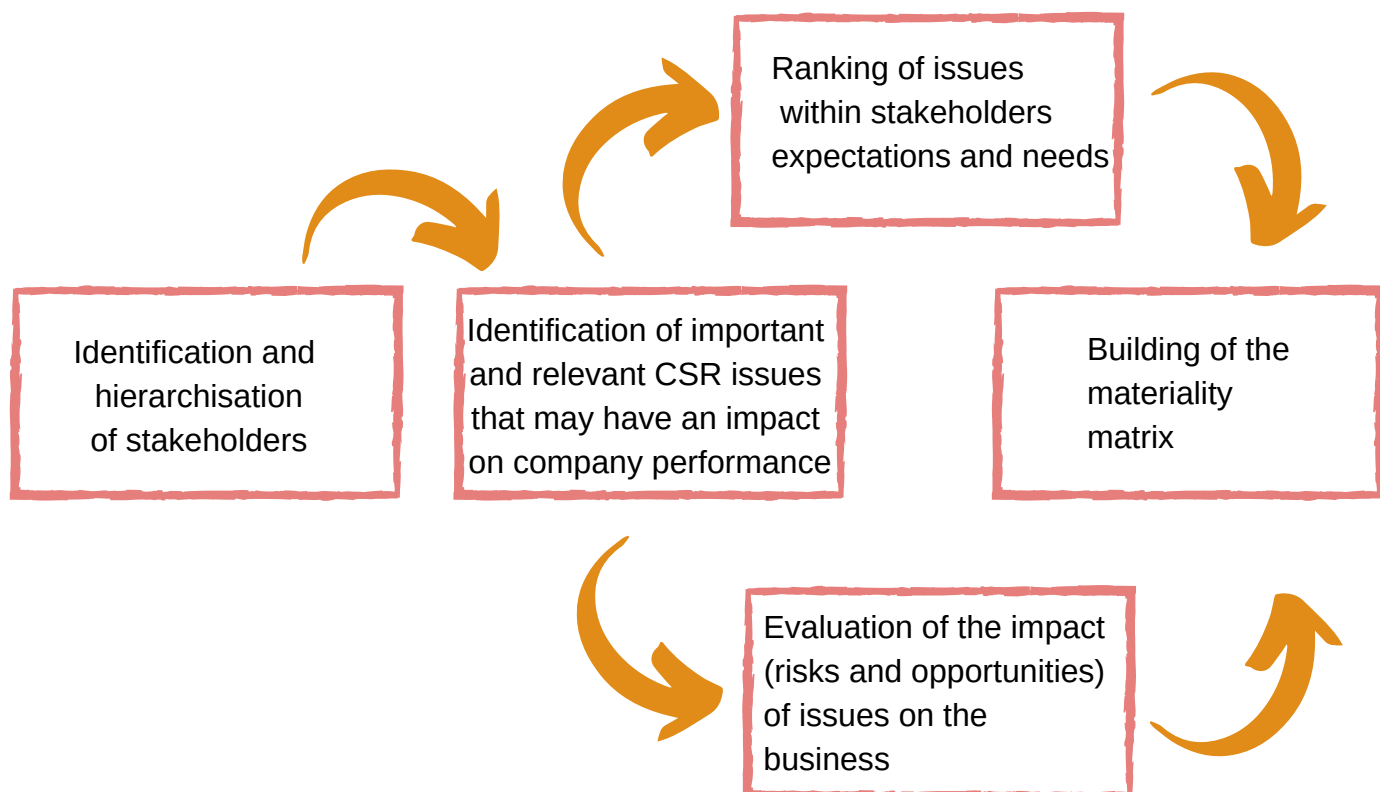 Identification and
hierarchisation
of stakeholders
Identification of important
and relevant CSR issues
that may have an impact
on company performance
Ranking of issues
within stakeholders
expectations and needs
Evaluation of the impact
(risks and opportunities)
of issues on the
business
Building of the
materiality
matrix